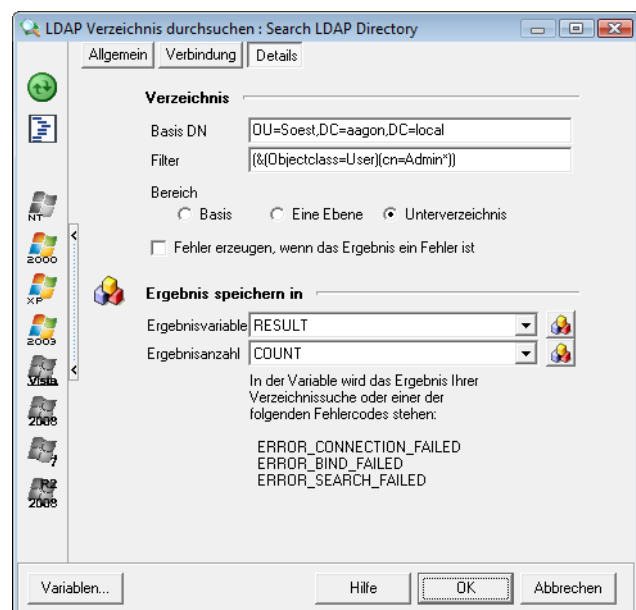 LDAP Verzeichnis durchsuchen : Search LDAP Directory
Allgemein Verbindung Details
Verzeichnis
Basis DN OU=Soest,DC=aagon,DC=local
Filter (&(Objectclass=User)(cn=Admin*))
Bereich
Basis Eine Ebene Unterverzeichnis
Fehler erzeugen, wenn das Ergebnis ein Fehler ist
Ergebnis speichern in
Ergebnisvariable RESULT
Ergebnisanzahl COUNT
In der Variable wird das Ergebnis Ihrer
Verzeichnissuche oder einer der
folgenden Fehlercodes stehen:
ERROR_CONNECTION_FAILED
ERROR_BIND_FAILED
ERROR_SEARCH_FAILED
NT
2000
XP
2003
Vista
2008
7
R2
2008
Variablen... Hilfe OK Abbrechen